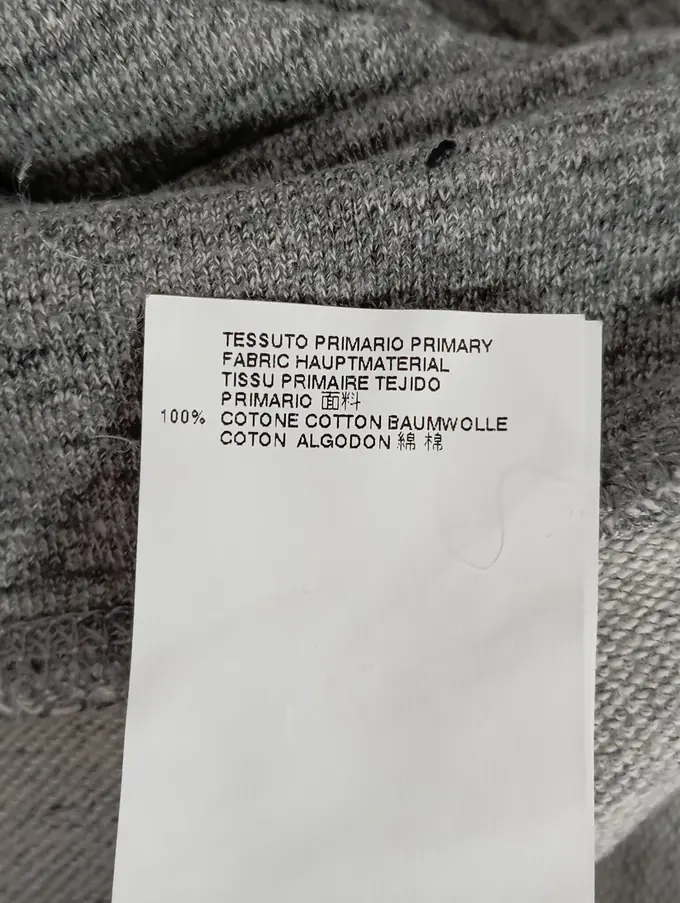 TESSUTO PRIMARIO PRIMARY
FABRIC HAUPTMATERIAL
TISSU PRIMAIRE TEJIDO
PRIMARIO 面料
100% COTONE COTTON BAUMWOLLE
COTON ALGODON 綿 棉